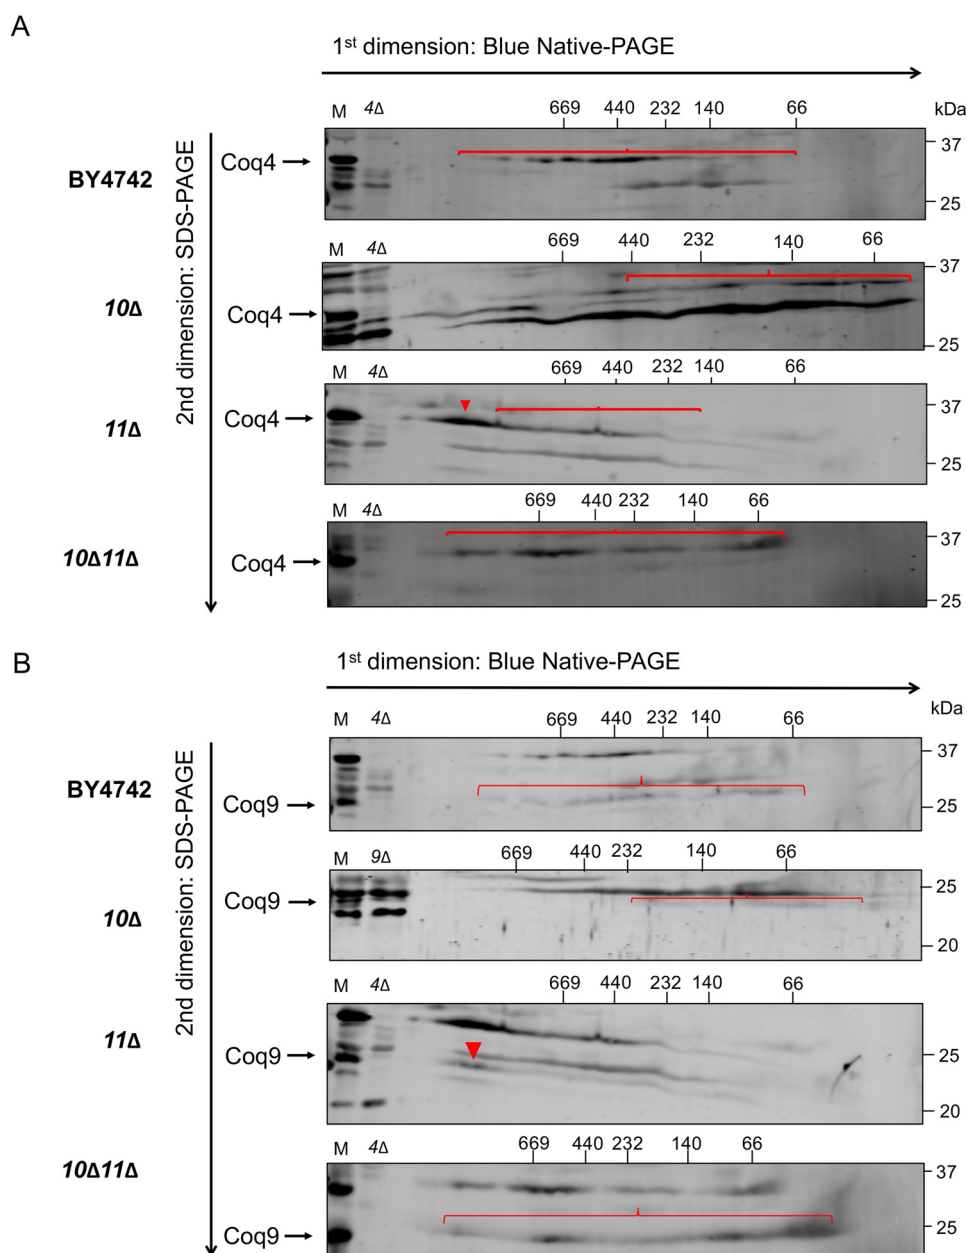 A
1st dimension: Blue Native-PAGE
2nd dimension: SDS-PAGE
M 4Δ 669 440 232 140 66 kDa
BY4742 Coq4 37
25
M 4Δ 669 440 232 140 66
10Δ Coq4 37
25
M 4Δ 669 440 232 140 66
11Δ Coq4 37
25
M 4Δ 669 440 232 140 66
10Δ11Δ Coq4 37
25
B
1st dimension: Blue Native-PAGE
2nd dimension: SDS-PAGE
M 4Δ 669 440 232 140 66 kDa
BY4742 Coq9 37
25
M 9Δ 669 440 232 140 66
10Δ Coq9 25
20
M 4Δ 669 440 232 140 66
11Δ Coq9 25
20
M 4Δ 669 440 232 140 66
10Δ11Δ Coq9 37
25